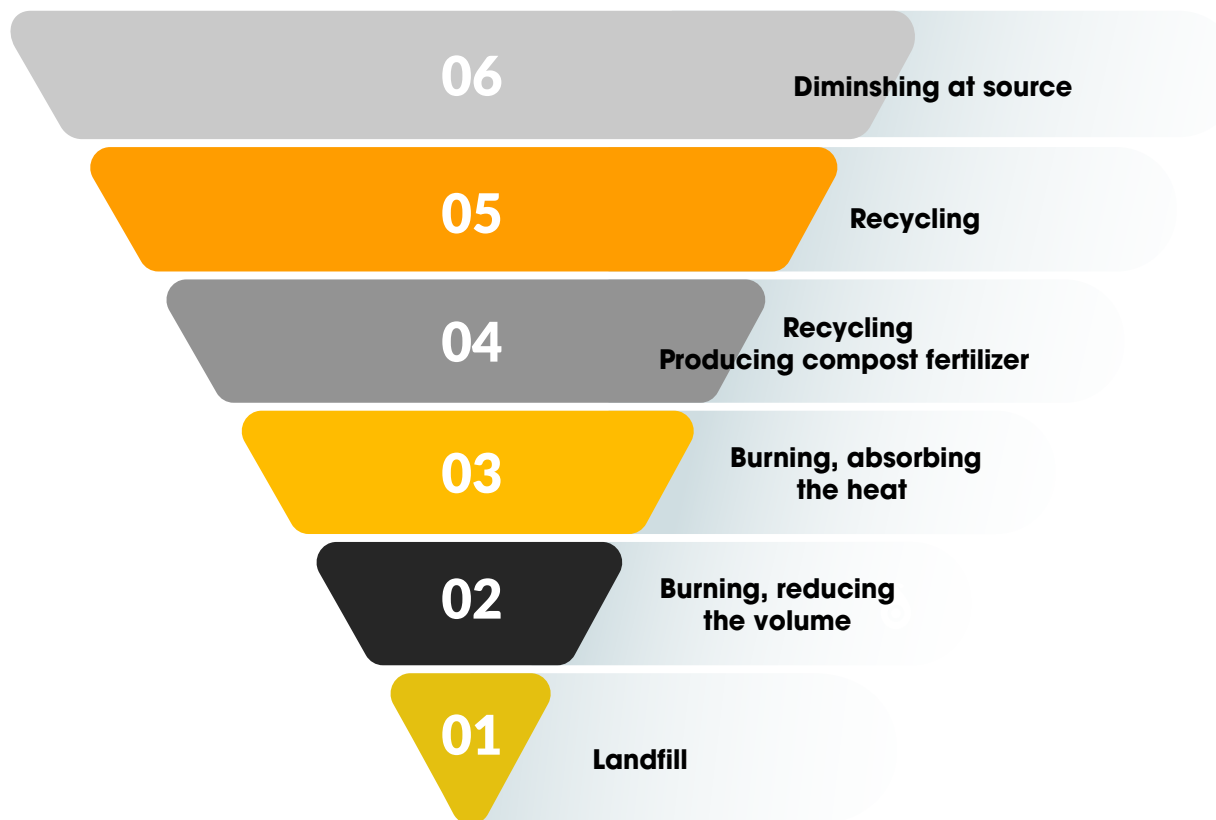 06
Diminshing at source
05
Recycling
04
Recycling
Producing compost fertilizer
03
Burning, absorbing
the heat
02
Burning, reducing
the volume
01
Landfill